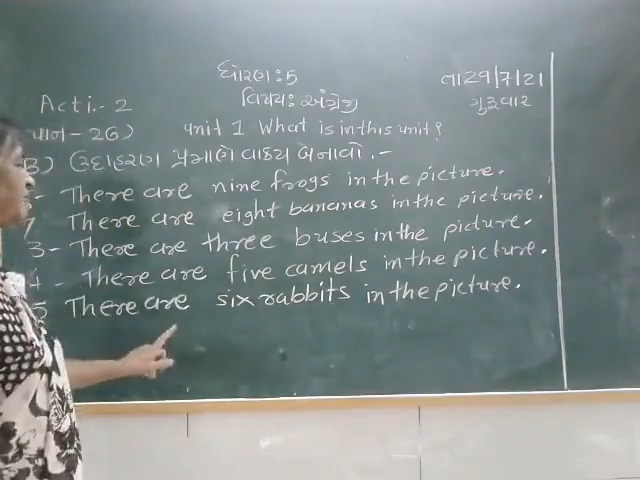 ધોરણ: 5
તા 29/7/21
Acti.- 2
વિષય: અંગ્રેજી
ગુરૂવાર
પાન - 26) unit 1 What is in this unit?
B) ઉદાહરણ પ્રમાણે વાક્ય બનાવો. -
- There are nine frogs in the picture.
There are eight bananas in the picture.
3- There are three buses in the picture.
4- There are five camels in the picture.
5 There are six rabbits in the picture.